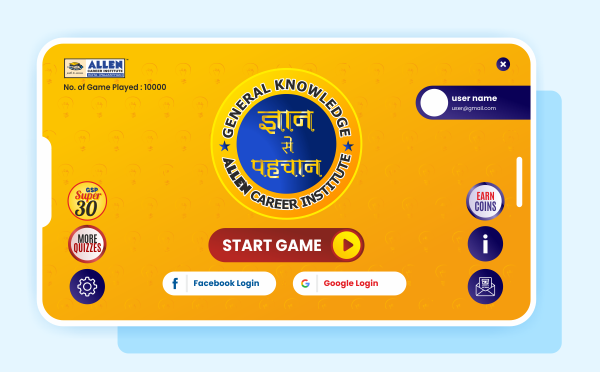 ALLEN
CAREER INSTITUTE
No. of Game Played : 10000
user name
user@gmail.com
GENERAL KNOWLEDGE
ज्ञान
से
पहचान
ALLEN CAREER INSTITUTE
GSP
Super
30
EARN
COINS
MORE
QUIZZES
START GAME
Facebook Login
Google Login